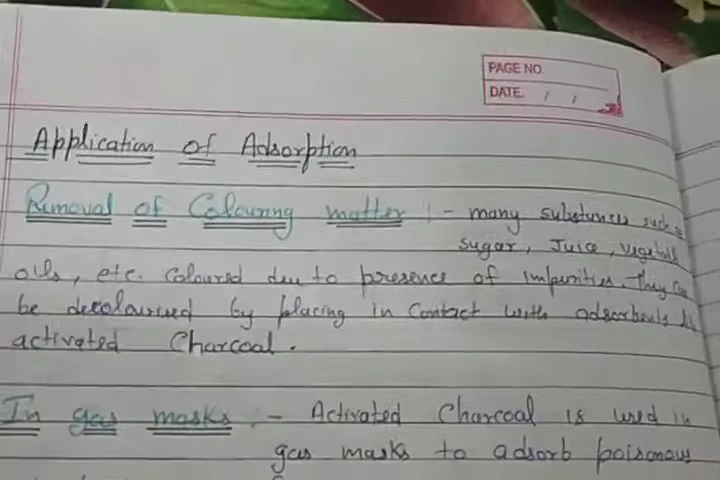 PAGE NO.
DATE / /
Application of Adsorption
Removal of Colouring matter :- many substances such as
sugar, Juice, vegetable
oils, etc. Coloured due to presence of impurities. They can
be decolourised by placing in Contact with adsorbents like
activated Charcoal.
In gas masks :- Activated Charcoal is used in
gas masks to adsorb poisonous